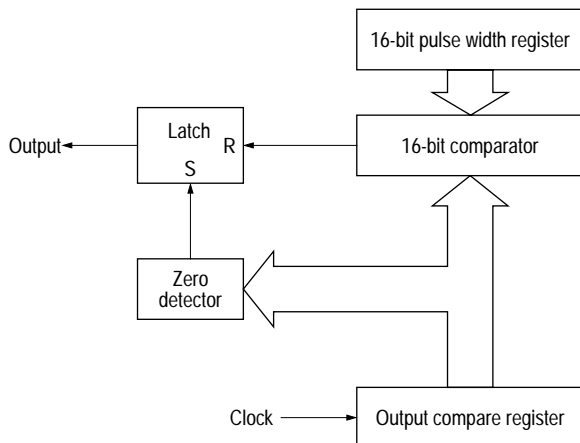 16-bit pulse width register
Latch
R
S
Output
16-bit comparator
Zero
detector
Clock
Output compare register